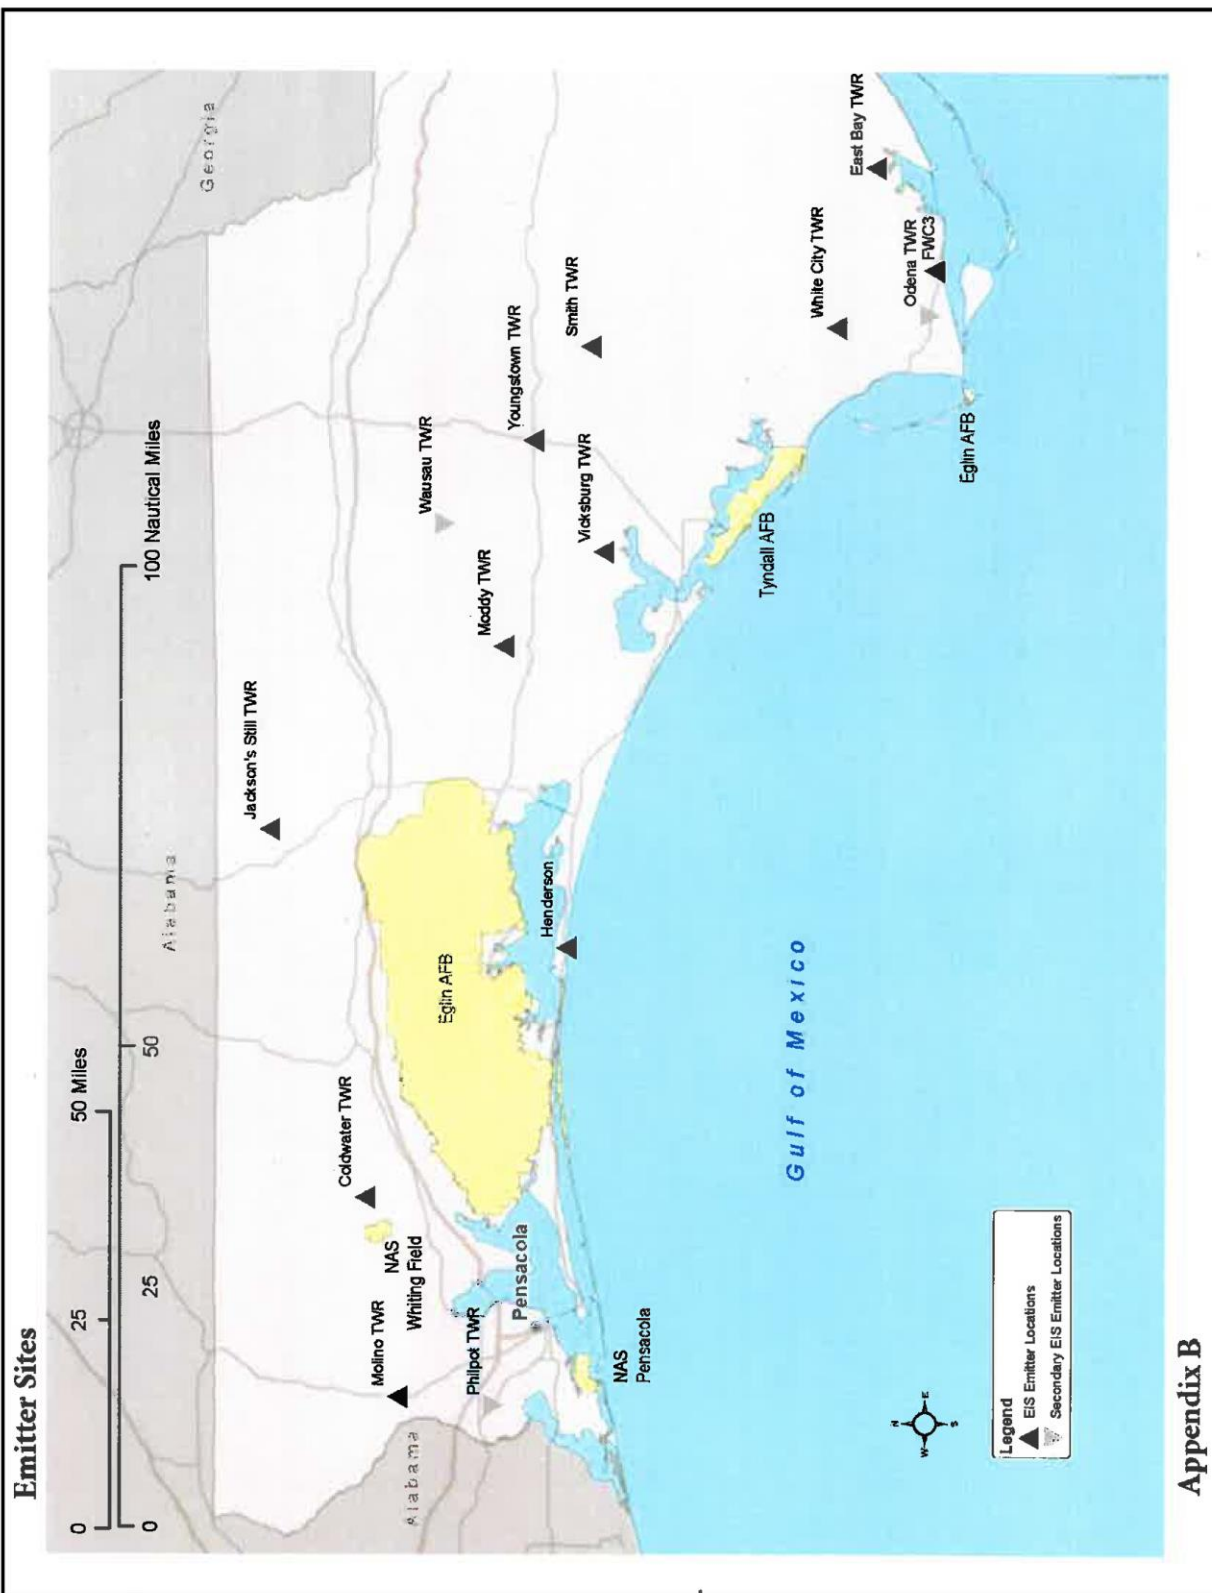 Emitter Sites
0 25 50 Miles
0 25 50 100 Nautical Miles
Georgia
Alabama
Jackson's Still TWR
Coldwater TWR
NAS
Whiting Field
Molino TWR
Alabama
Philpot TWR
Pensacola
NAS
Pensacola
Eglin AFB
Henderson
Moddy TWR
Wausau TWR
Youngstown TWR
Vicksburg TWR
Smith TWR
Tyndall AFB
White City TWR
East Bay TWR
Odena TWR
FWC3
Eglin AFB
Gulf of Mexico
N
W
E
S
Legend
EIS Emitter Locations
Secondary EIS Emitter Locations
Appendix B